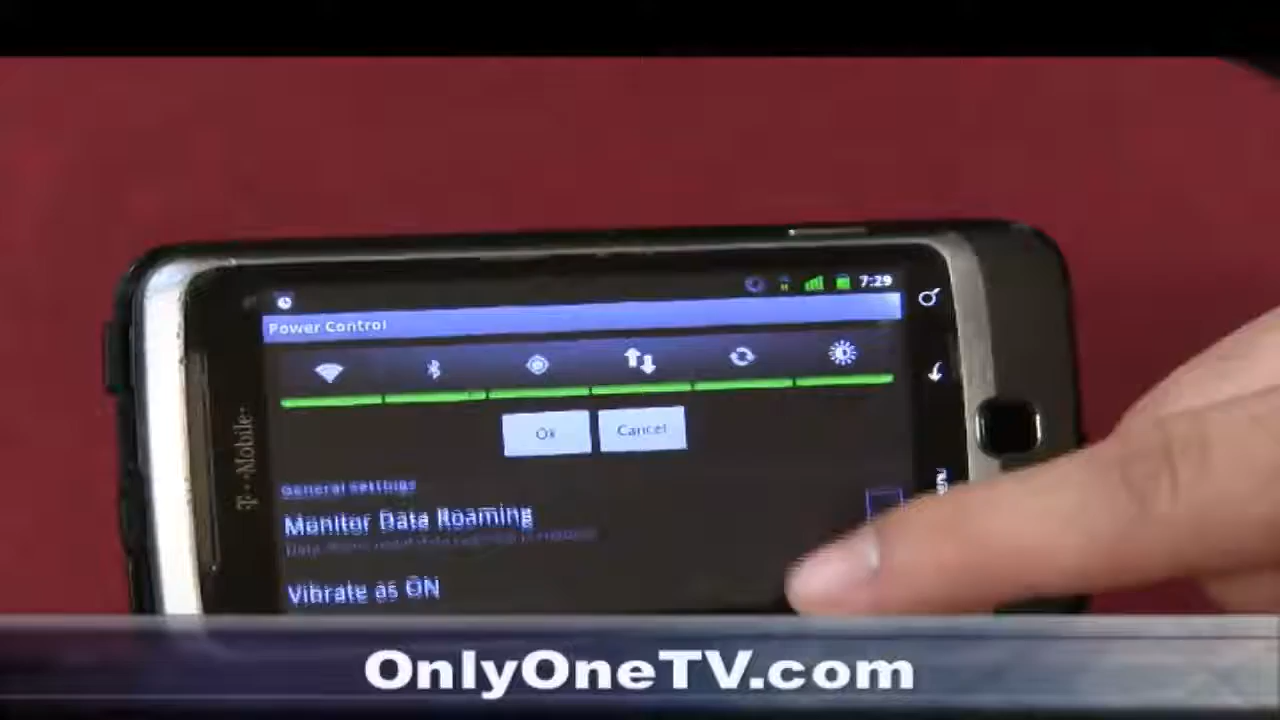 7:29
Power Control
Ok
Cancel
General settings
Monitor Data Roaming
Vibrate as ON
T··Mobile·
OnlyOneTV.com